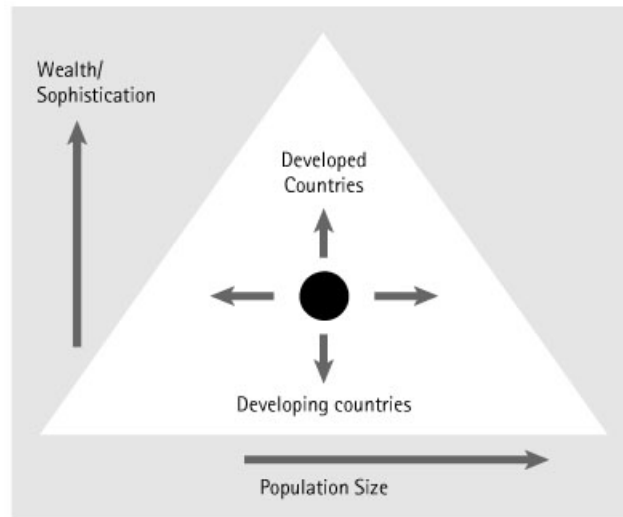 Wealth/
Sophistication
Developed
Countries
Developing countries
Population Size